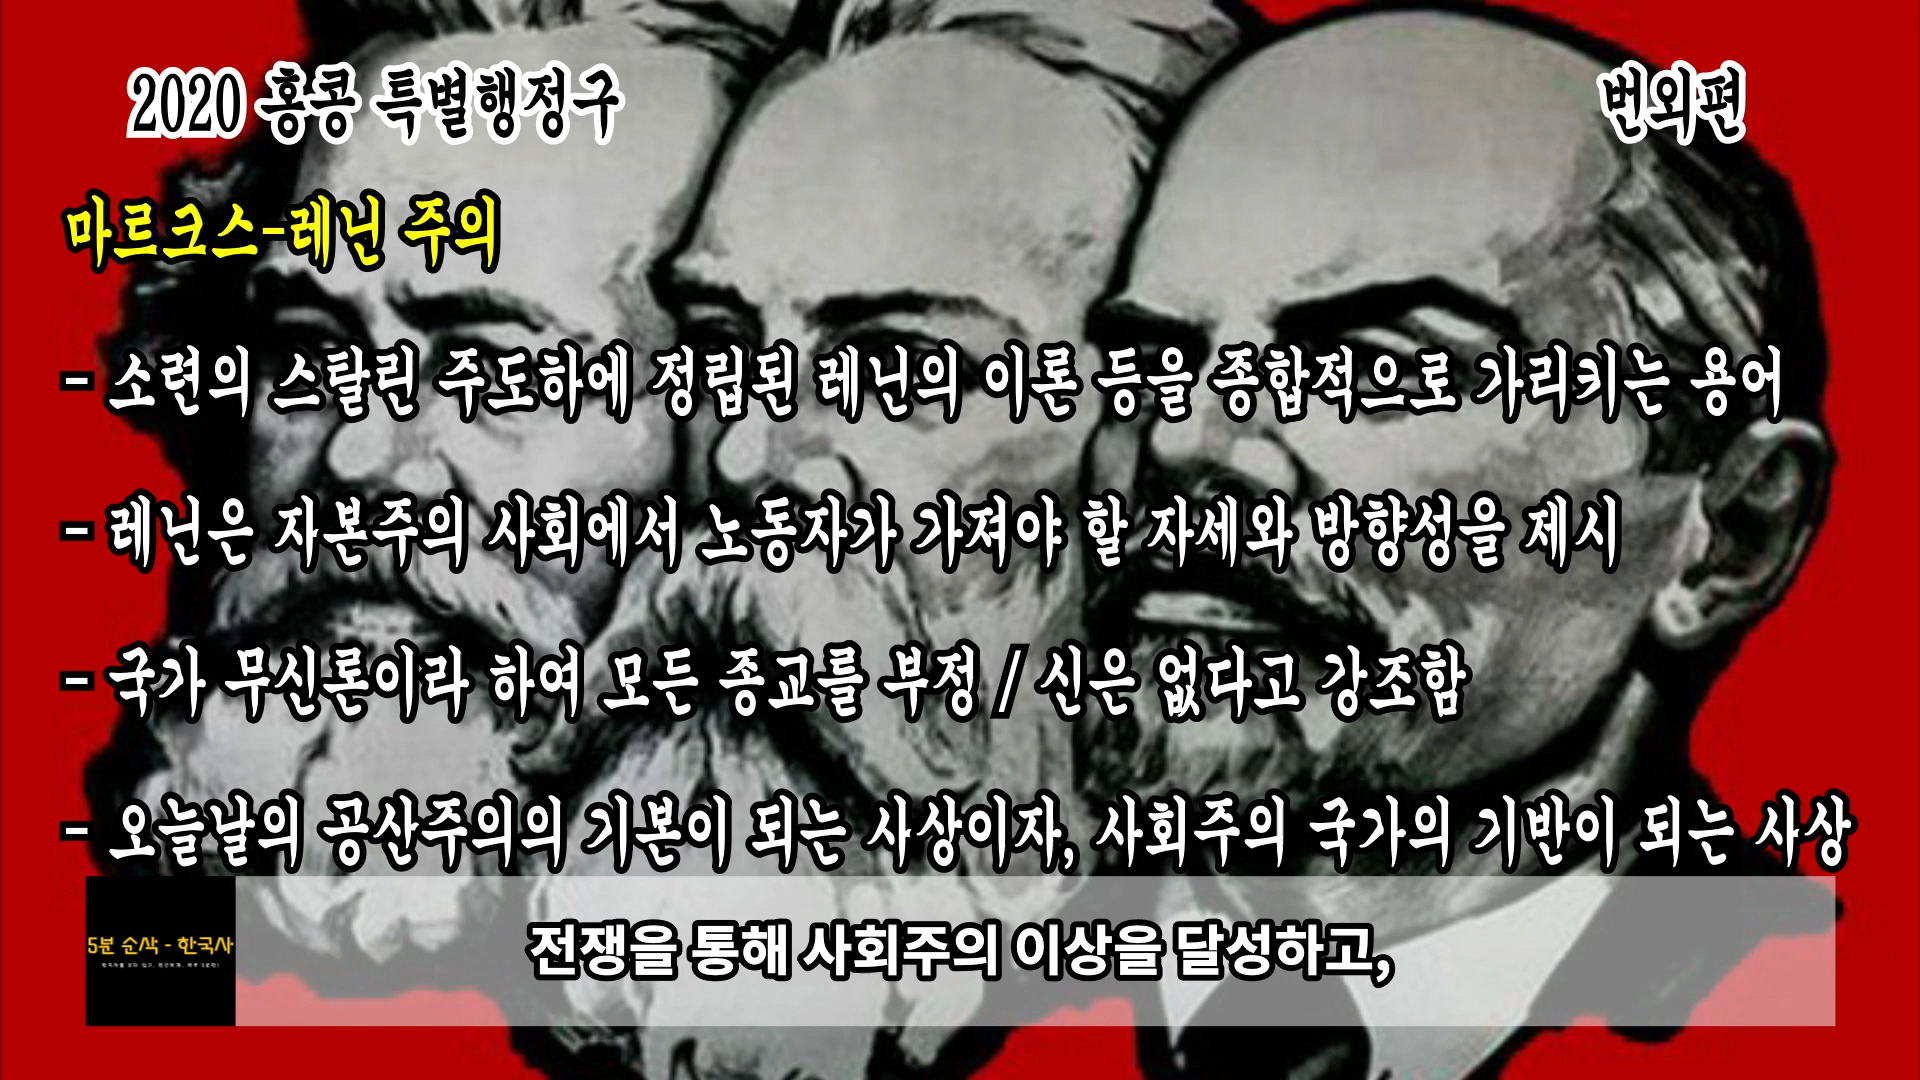 2020 홍콩 특별행정구
번외편
마르크스-레닌 주의
- 소련의 스탈린 주도하에 정립된 레닌의 이론 등을 종합적으로 가리키는 용어
- 레닌은 자본주의 사회에서 노동자가 가져야 할 자세와 방향성을 제시
- 국가 무신론이라 하여 모든 종교를 부정 / 신은 없다고 강조함
- 오늘날의 공산주의의 기본이 되는 사상이자, 사회주의 국가의 기반이 되는 사상
5분 순삭 - 한국사
전쟁을 통해 사회주의 이상을 달성하고,